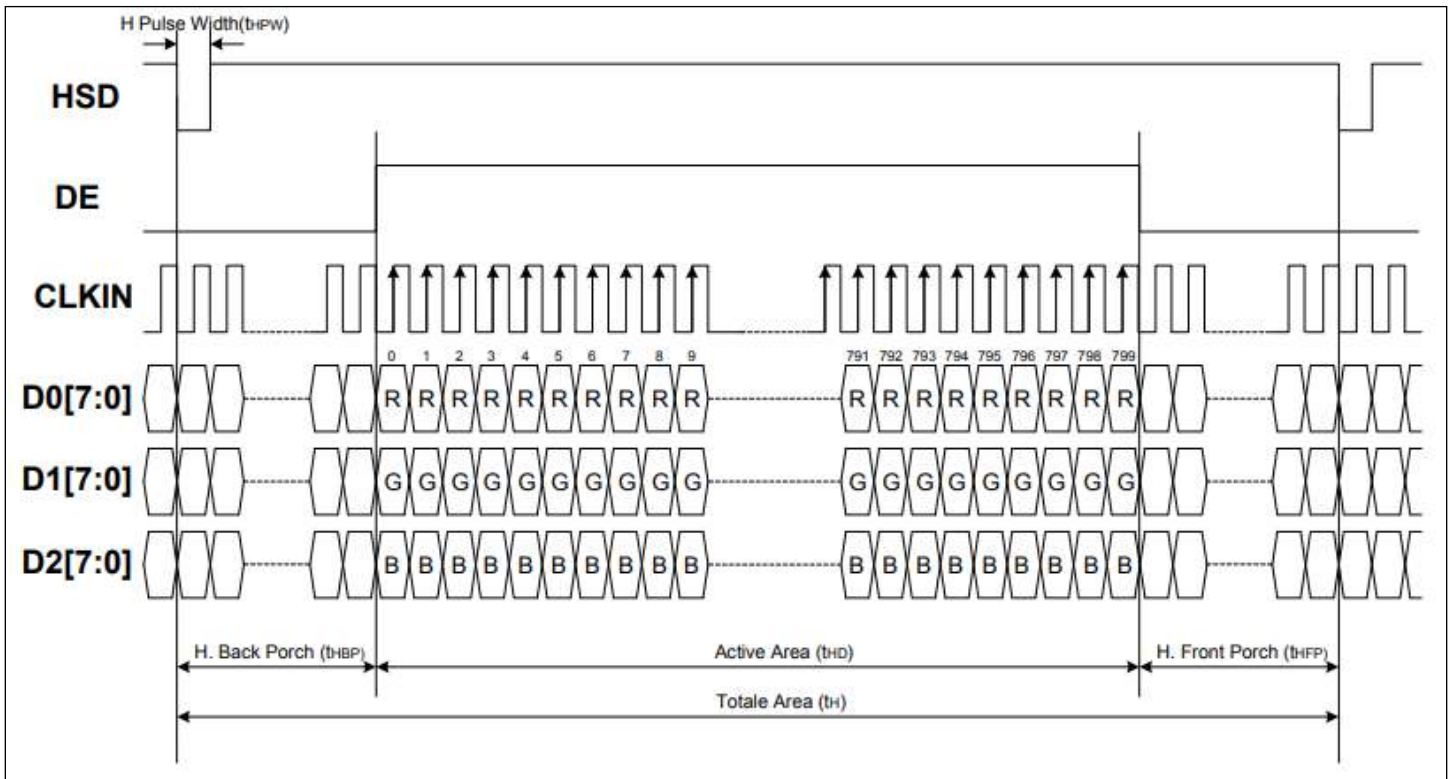 H Pulse Width(tHPW)
HSD
DE
CLKIN
0 1 2 3 4 5 6 7 8 9 791 792 793 794 795 796 797 798 799
D0[7:0] R R R R R R R R R R R R R R R R R R R
D1[7:0] G G G G G G G G G G G G G G G G G G G
D2[7:0] B B B B B B B B B B B B B B B B B B B
H. Back Porch (tHBP) Active Area (tHD) H. Front Porch (tHFP)
Totale Area (tH)